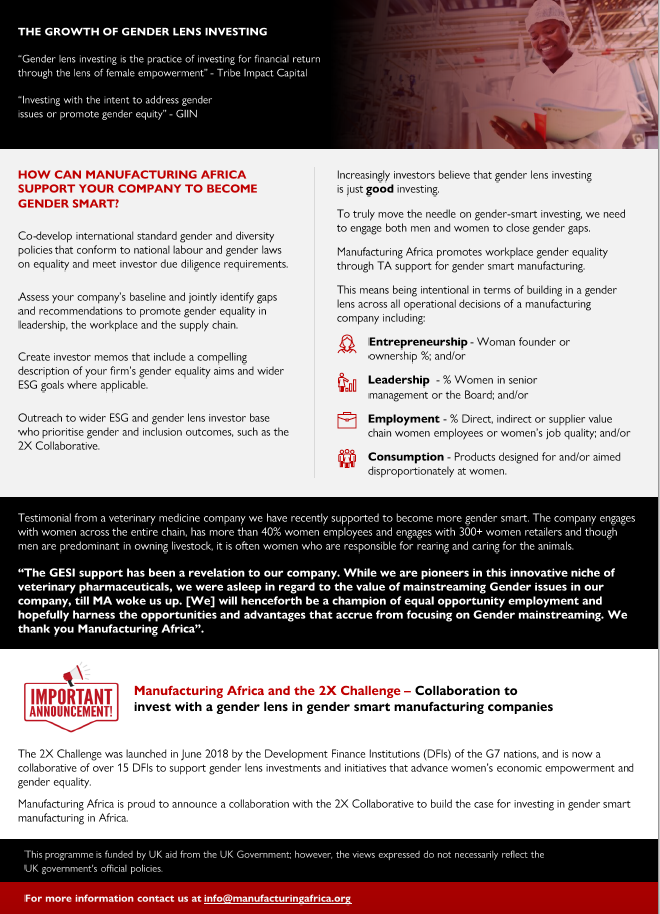 THE GROWTH OF GENDER LENS INVESTING
“Gender lens investing is the practice of investing for financial return
through the lens of female empowerment” - Tribe Impact Capital
“Investing with the intent to address gender
issues or promote gender equity” - GIIN
HOW CAN MANUFACTURING AFRICA
SUPPORT YOUR COMPANY TO BECOME
GENDER SMART?
Co-develop international standard gender and diversity
policies that conform to national labour and gender laws
on equality and meet investor due diligence requirements.
Assess your company’s baseline and jointly identify gaps
and recommendations to promote gender equality in
leadership, the workplace and the supply chain.
Create investor memos that include a compelling
description of your firm’s gender equality aims and wider
ESG goals where applicable.
Outreach to wider ESG and gender lens investor base
who prioritise gender and inclusion outcomes, such as the
2X Collaborative.
Increasingly investors believe that gender lens investing
is just good investing.
To truly move the needle on gender-smart investing, we need
to engage both men and women to close gender gaps.
Manufacturing Africa promotes workplace gender equality
through TA support for gender smart manufacturing.
This means being intentional in terms of building in a gender
lens across all operational decisions of a manufacturing
company including:
Entrepreneurship - Woman founder or
ownership %; and/or
Leadership - % Women in senior
management or the Board; and/or
Employment - % Direct, indirect or supplier value
chain women employees or women’s job quality; and/or
Consumption - Products designed for and/or aimed
disproportionately at women.
Testimonial from a veterinary medicine company we have recently supported to become more gender smart. The company engages
with women across the entire chain, has more than 40% women employees and engages with 300+ women retailers and though
men are predominant in owning livestock, it is often women who are responsible for rearing and caring for the animals.
“The GESI support has been a revelation to our company. While we are pioneers in this innovative niche of
veterinary pharmaceuticals, we were asleep in regard to the value of mainstreaming Gender issues in our
company, till MA woke us up. [We] will henceforth be a champion of equal opportunity employment and
hopefully harness the opportunities and advantages that accrue from focusing on Gender mainstreaming. We
thank you Manufacturing Africa”.
IMPORTANT
ANNOUNCEMENT!
Manufacturing Africa and the 2X Challenge – Collaboration to
invest with a gender lens in gender smart manufacturing companies
The 2X Challenge was launched in June 2018 by the Development Finance Institutions (DFIs) of the G7 nations, and is now a
collaborative of over 15 DFIs to support gender lens investments and initiatives that advance women’s economic empowerment and
gender equality.
Manufacturing Africa is proud to announce a collaboration with the 2X Collaborative to build the case for investing in gender smart
manufacturing in Africa.
This programme is funded by UK aid from the UK Government; however, the views expressed do not necessarily reflect the
UK government’s official policies.
For more information contact us at info@manufacturingafrica.org